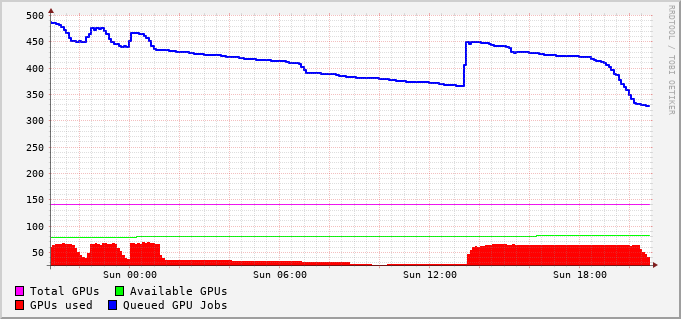 500
450
400
350
300
250
200
150
100
50
Sun 00:00 Sun 06:00 Sun 12:00 Sun 18:00
Total GPUs Available GPUs
GPUs used Queued GPU Jobs
RRDTOOL / TOBI OETIKER